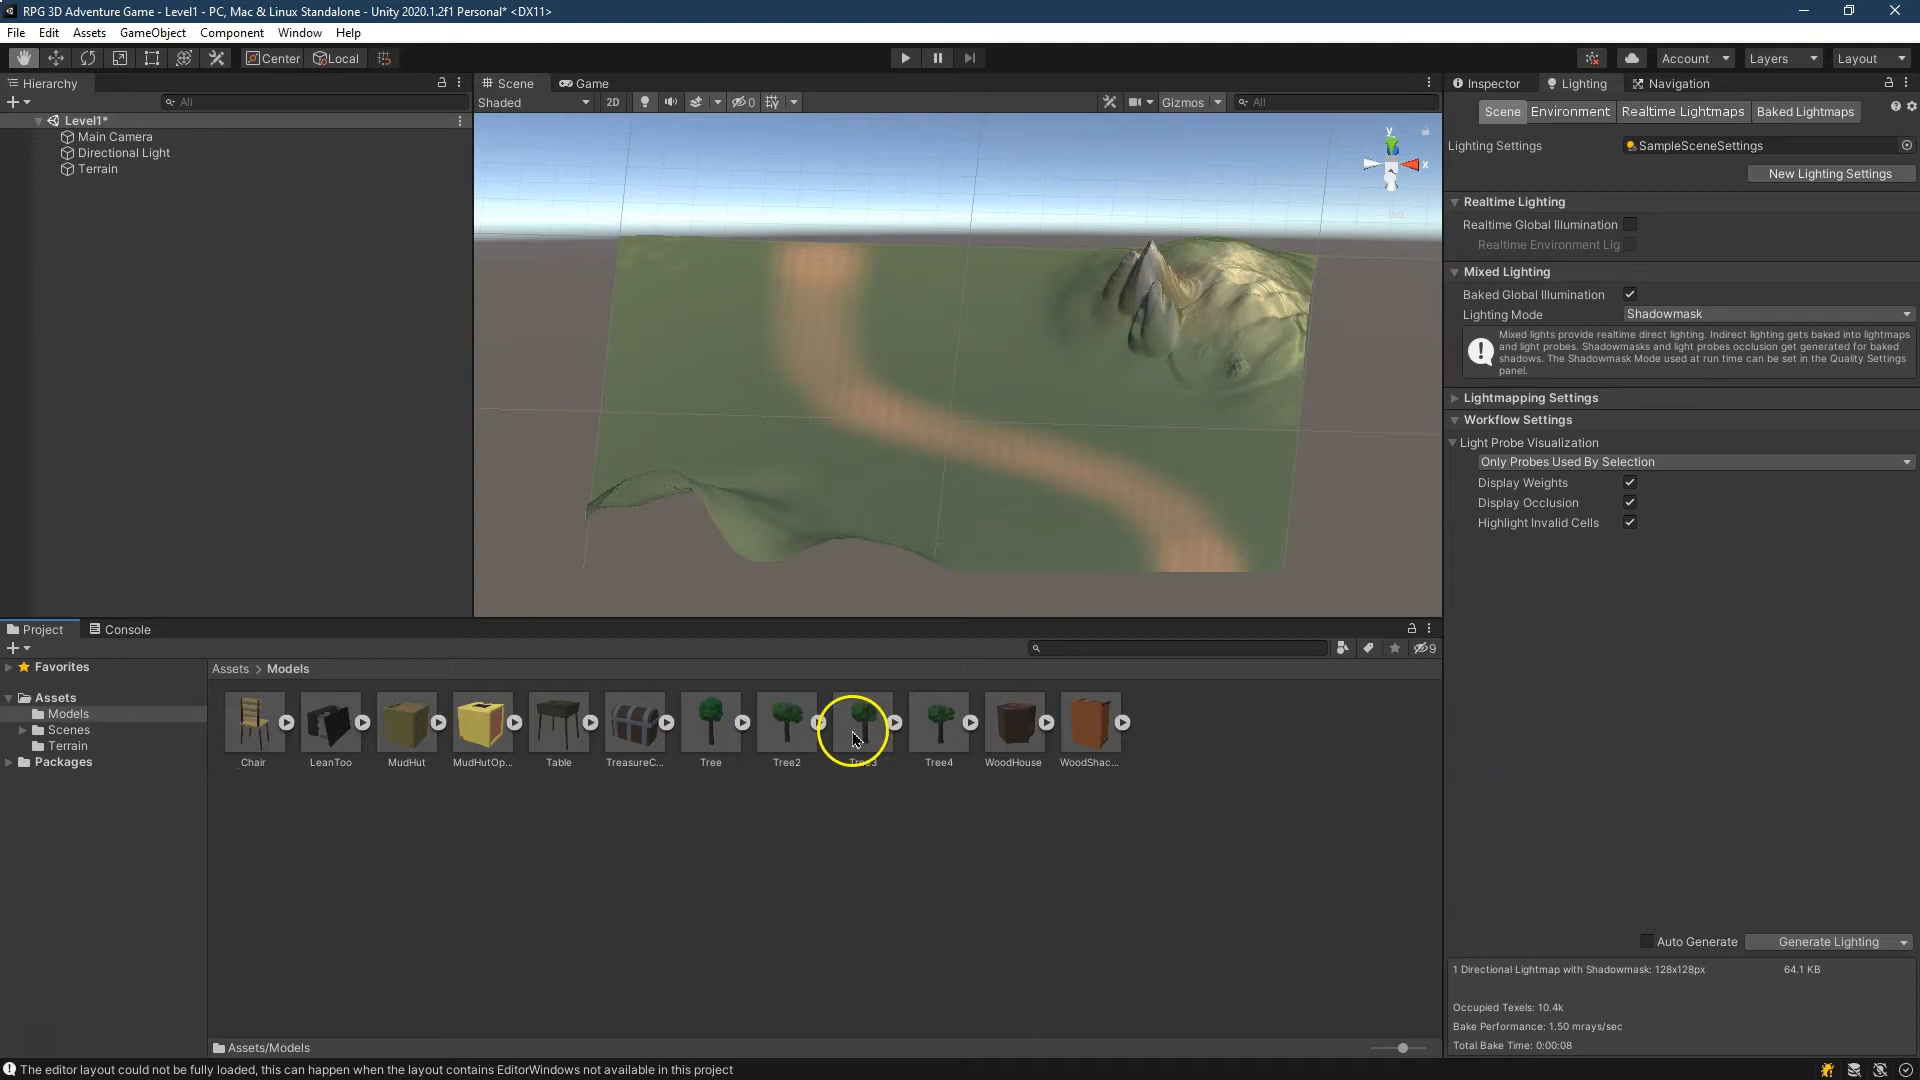 RPG 3D Adventure Game - Level1 - PC, Mac & Linux Standalone - Unity 2020.1.2f1 Personal* <DX11>
File Edit Assets GameObject Component Window Help
Center Local Account Layers Layout
Hierarchy
All
Level1*
Main Camera
Directional Light
Terrain
Scene Game
Shaded 2D 0 Gizmos All
y
x
Iso
Inspector Lighting Navigation
Scene Environment Realtime Lightmaps Baked Lightmaps
Lighting Settings SampleSceneSettings
New Lighting Settings
Realtime Lighting
Realtime Global Illumination
Realtime Environment Lig
Mixed Lighting
Baked Global Illumination
Lighting Mode Shadowmask
Mixed lights provide realtime direct lighting. Indirect lighting gets baked into lightmaps
and light probes. Shadowmasks and light probes occlusion get generated for baked
shadows. The Shadowmask Mode used at run time can be set in the Quality Settings
panel.
Lightmapping Settings
Workflow Settings
Light Probe Visualization
Only Probes Used By Selection
Display Weights
Display Occlusion
Highlight Invalid Cells
Auto Generate Generate Lighting
1 Directional Lightmap with Shadowmask: 128x128px 64.1 KB
Occupied Texels: 10.4k
Bake Performance: 1.50 mrays/sec
Total Bake Time: 0:00:08
Project Console
9
Favorites
Assets
Models
Scenes
Terrain
Packages
Assets > Models
_Chair LeanToo MudHut MudHutOp... Table TreasureC... Tree Tree2 Tree3 Tree4 WoodHouse WoodShac...
Assets/Models
The editor layout could not be fully loaded, this can happen when the layout contains EditorWindows not available in this project